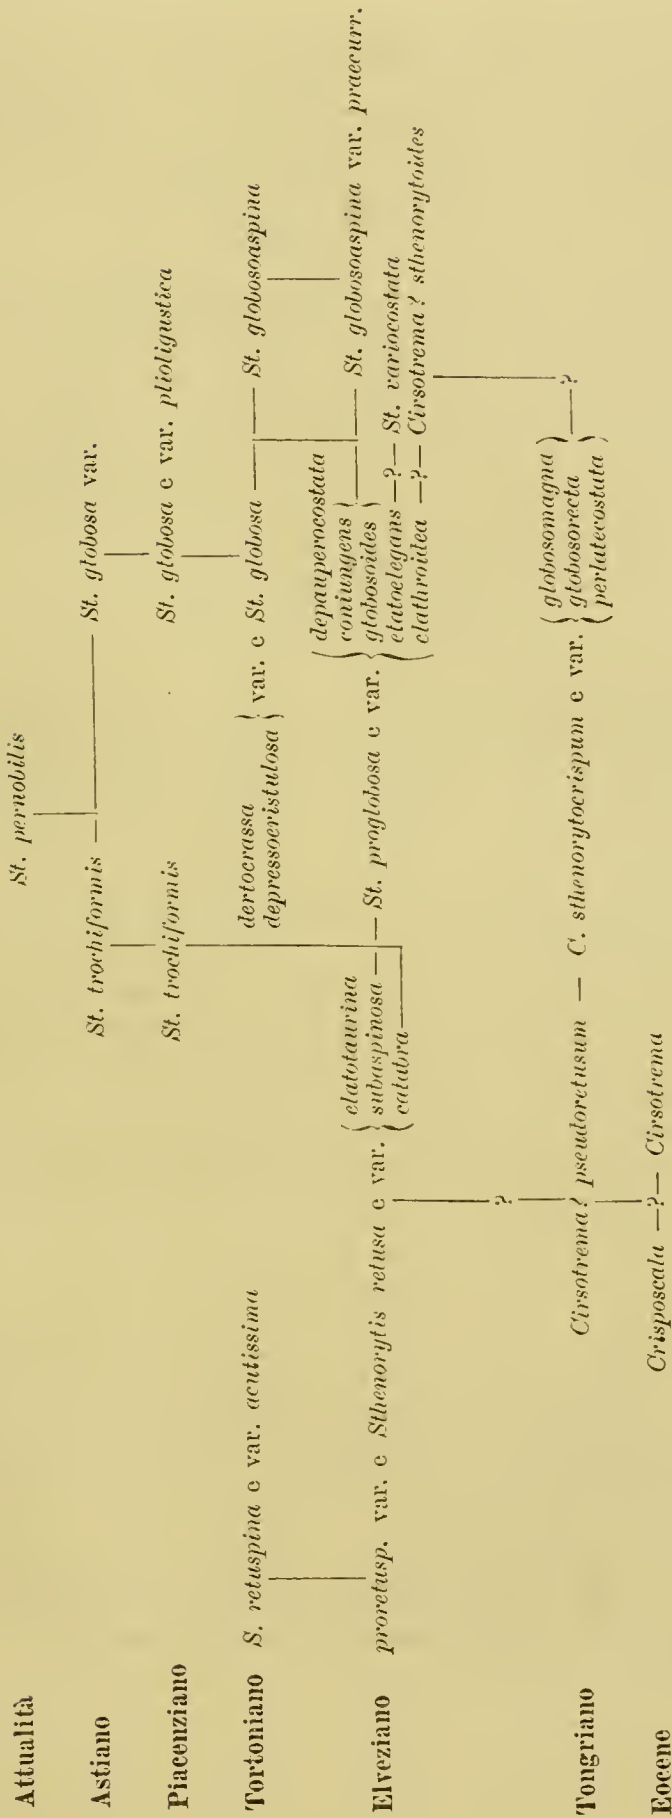 Attualità St. pernobilis
Astiano St. trochiformis — St. globosa var.
Piacenziano St. trochiformis St. globosa e var. plioligustica
Tortoniano S. retuspina e var. acutissima dertocrassa depressoeristulosa } var. e St. globosa — St. globosoaspina
Elveziano proretusp. var. e Sthenorytis retusa e var. { elatotaurina subaspinosa calabra } — St. proglobosa e var. { depauperocostata contiungens globosoides } — St. globosoaspina var. praecurr.
elatoelegans —?— St. variocostata
clathroidea —?— Cirsotrema? sthenorytoides
?
Tongriano Cirsotrema? pseudoretusum — C. sthenorytocrispum e var. { globosomagna globosorecta perlatecostata } — ?
Eocene Crisposcala —?— Cirsotrema